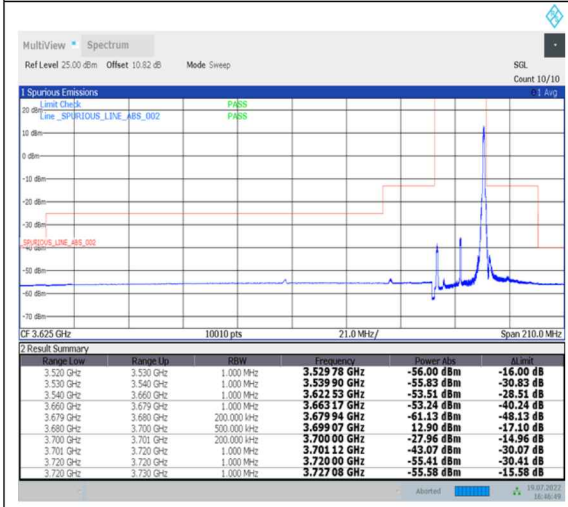 MultiView Spectrum
Ref Level 25.00 dBm Offset 10.82 dB Mode Sweep SGL
Count 10/10
1 Spurious Emissions 1 Avg
Limit Check PASS
20 dBm
Line _SPURIOUS_LINE_ABS_002 PASS
10 dBm
0 dBm
-10 dBm
-20 dBm
-30 dBm
_SPURIOUS_LINE_ABS_002
-40 dBm
-50 dBm
-60 dBm
-70 dBm
CF 3.625 GHz 10010 pts 21.0 MHz/ Span 210.0 MHz
2 Result Summary
Range Low Range Up RBW Frequency Power Abs ΔLimit
3.520 GHz 3.530 GHz 1.000 MHz 3.529 78 GHz -56.00 dBm -16.00 dB
3.530 GHz 3.540 GHz 1.000 MHz 3.539 90 GHz -55.83 dBm -30.83 dB
3.540 GHz 3.660 GHz 1.000 MHz 3.622 53 GHz -53.51 dBm -28.51 dB
3.660 GHz 3.679 GHz 1.000 MHz 3.663 17 GHz -53.24 dBm -40.24 dB
3.679 GHz 3.680 GHz 200.000 kHz 3.679 94 GHz -61.13 dBm -48.13 dB
3.680 GHz 3.700 GHz 500.000 kHz 3.699 07 GHz 12.90 dBm -17.10 dB
3.700 GHz 3.701 GHz 200.000 kHz 3.700 00 GHz -27.96 dBm -14.96 dB
3.701 GHz 3.720 GHz 1.000 MHz 3.701 12 GHz -43.07 dBm -30.07 dB
3.720 GHz 3.720 GHz 1.000 MHz 3.720 00 GHz -55.41 dBm -30.41 dB
3.720 GHz 3.730 GHz 1.000 MHz 3.727 08 GHz -55.58 dBm -15.58 dB
Aborted 19.07.2022
16:46:49